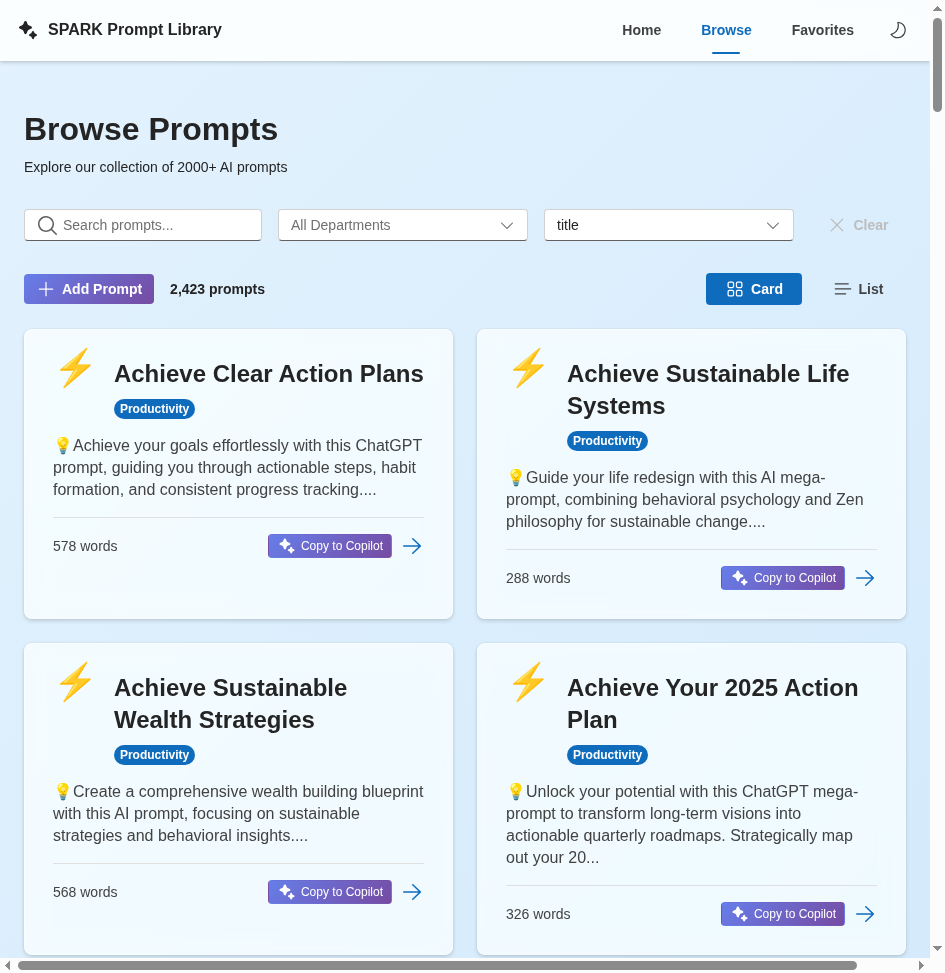 SPARK Prompt Library
Home
Browse
Favorites
Browse Prompts
Explore our collection of 2000+ AI prompts
Search prompts...
All Departments
title
Clear
Add Prompt
2,423 prompts
Card
List
Achieve Clear Action Plans
Productivity
💡Achieve your goals effortlessly with this ChatGPT
prompt, guiding you through actionable steps, habit
formation, and consistent progress tracking....
578 words
Copy to Copilot
Achieve Sustainable Life
Systems
Productivity
💡Guide your life redesign with this AI mega-
prompt, combining behavioral psychology and Zen
philosophy for sustainable change....
288 words
Copy to Copilot
Achieve Sustainable
Wealth Strategies
Productivity
💡Create a comprehensive wealth building blueprint
with this AI prompt, focusing on sustainable
strategies and behavioral insights....
568 words
Copy to Copilot
Achieve Your 2025 Action
Plan
Productivity
💡Unlock your potential with this ChatGPT mega-
prompt to transform long-term visions into
actionable quarterly roadmaps. Strategically map
out your 20...
326 words
Copy to Copilot